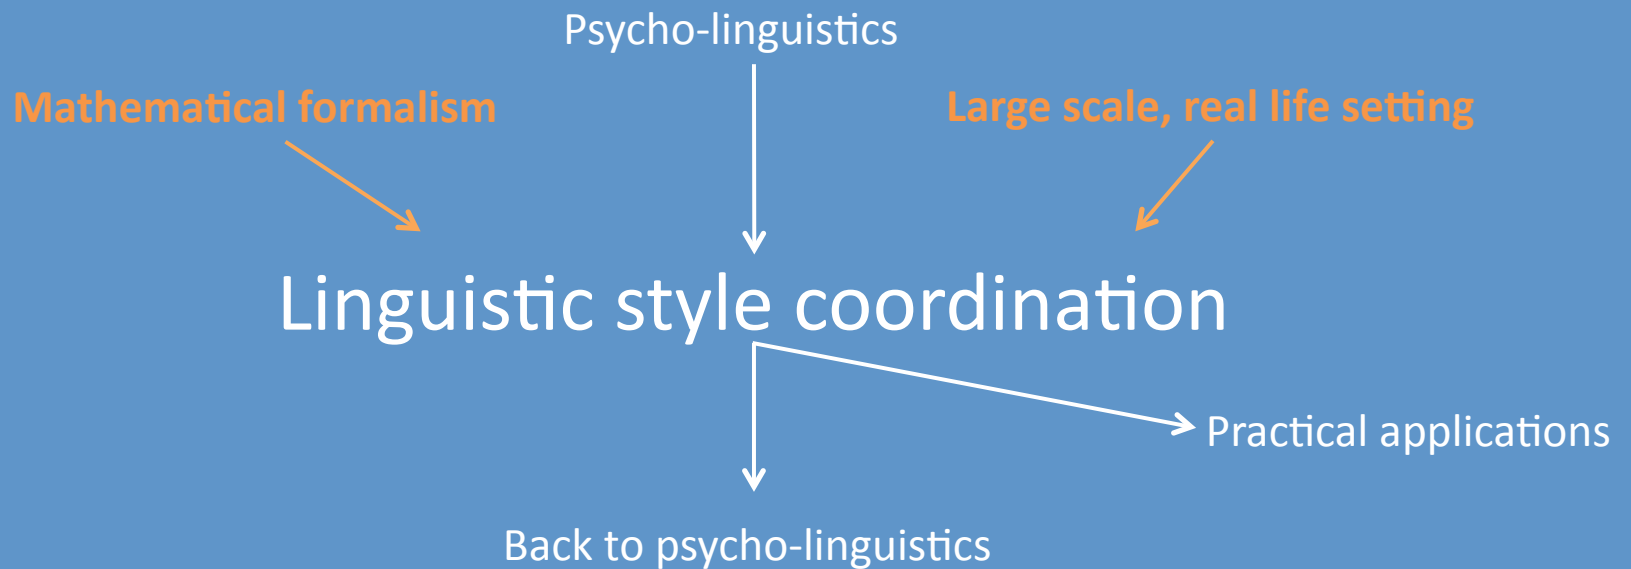 Psycho-linguistics
Mathematical formalism
Large scale, real life setting
Linguistic style coordination
Practical applications
Back to psycho-linguistics